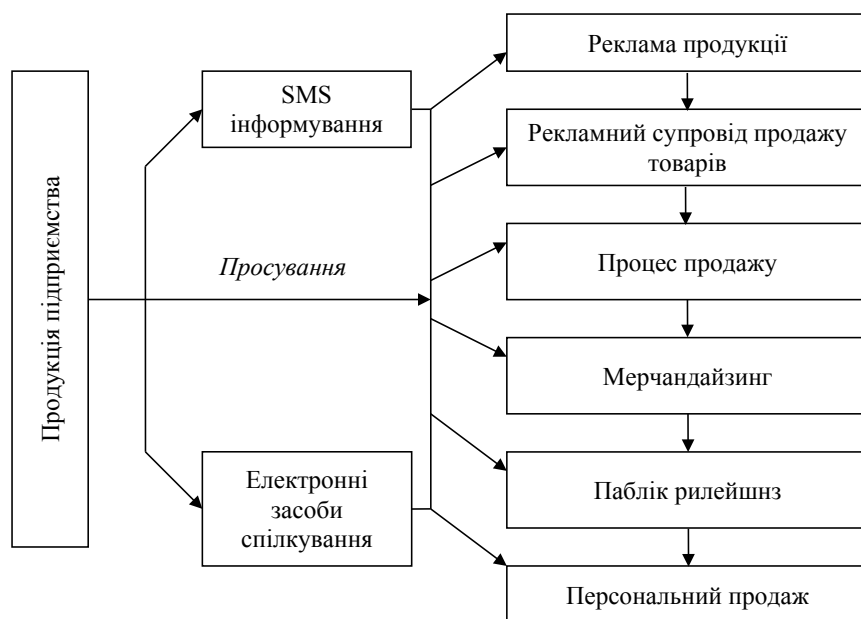 Продукція підприємства
SMS
інформування
Просування
Електронні
засоби
спілкування
Реклама продукції
Рекламний супровід продажу
товарів
Процес продажу
Мерчандайзинг
Паблік рилейшнз
Персональний продаж